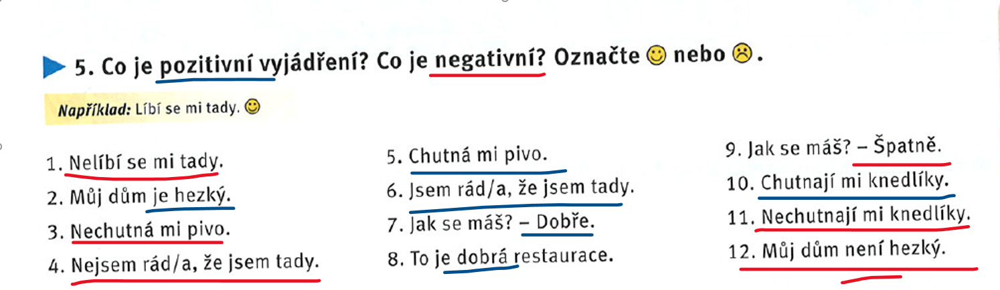 5. Co je pozitivní vyjádření? Co je negativní? Označte nebo .
Například: Líbí se mi tady.
1. Nelíbí se mi tady.
2. Můj dům je hezký.
3. Nechutná mi pivo.
4. Nejsem rád/a, že jsem tady.
5. Chutná mi pivo.
6. Jsem rád/a, že jsem tady.
7. Jak se máš? – Dobře.
8. To je dobrá restaurace.
9. Jak se máš? – Špatně.
10. Chutnají mi knedlíky.
11. Nechutnají mi knedlíky.
12. Můj dům není hezký.